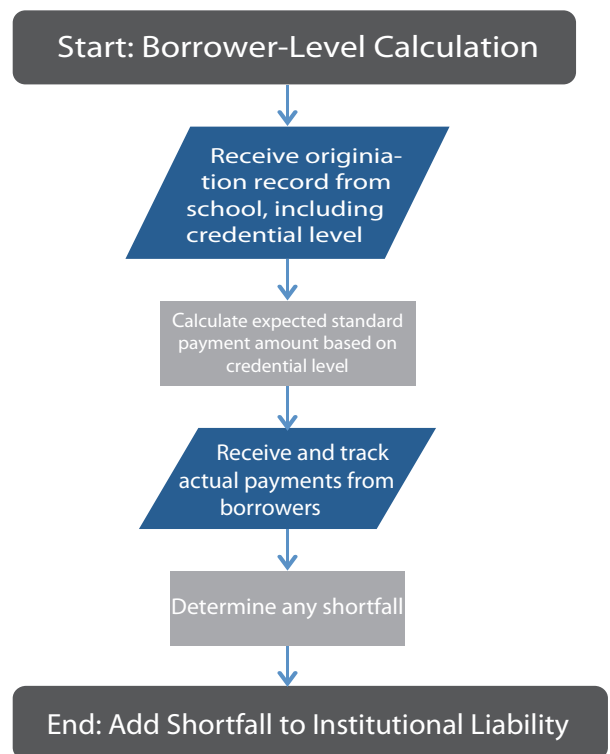 Start: Borrower-Level Calculation
Receive originia-
tion record from
school, including
credential level
Calculate expected standard
payment amount based on
credential level
Receive and track
actual payments from
borrowers
Determine any shortfall
End: Add Shortfall to Institutional Liability